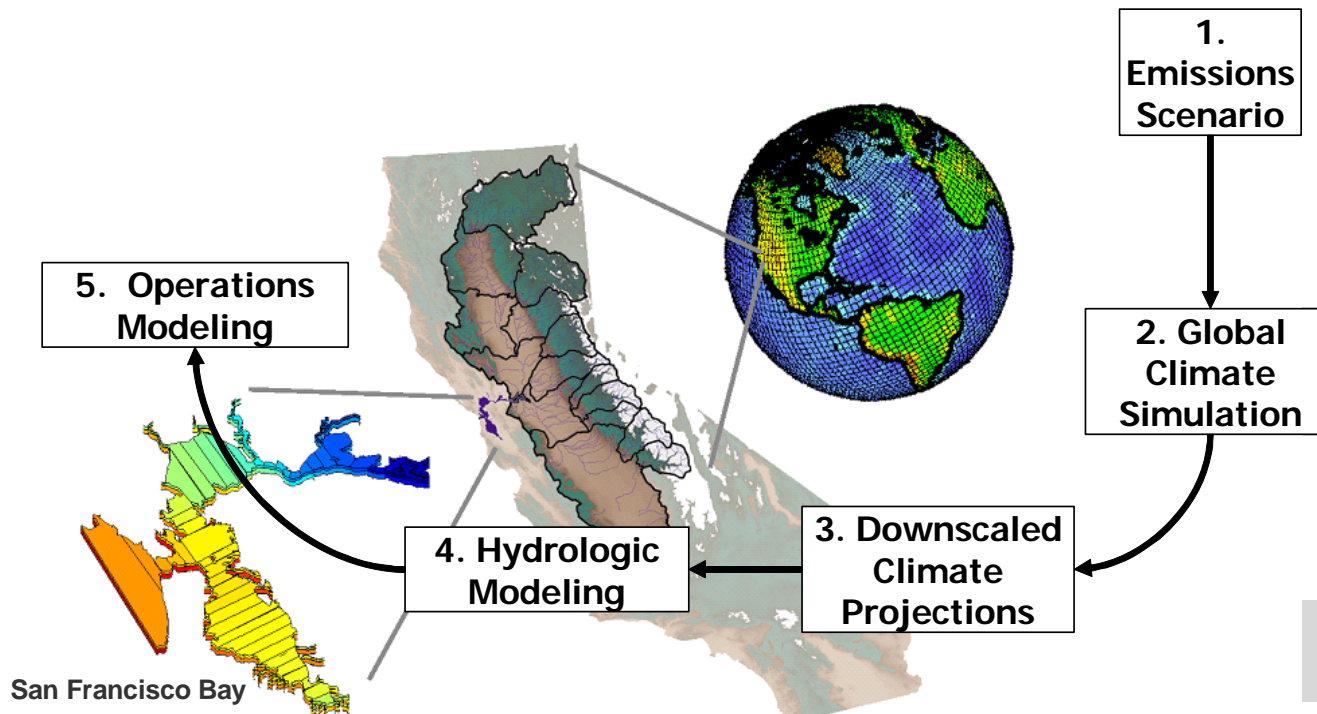 1.
Emissions
Scenario
2. Global
Climate
Simulation
3. Downscaled
Climate
Projections
4. Hydrologic
Modeling
5. Operations
Modeling
San Francisco Bay